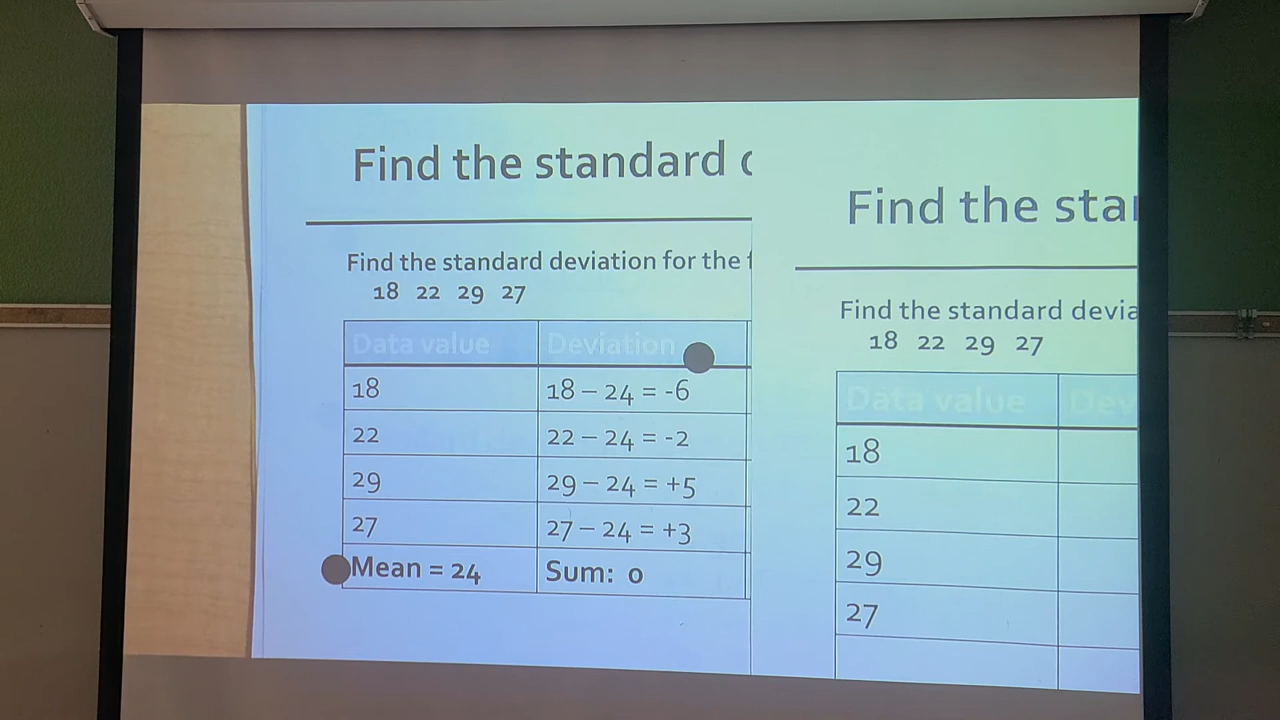 Find the standard
Find the standard deviation for the
18 22 29 27
Data value Deviation
18 18 – 24 = -6
22 22 – 24 = -2
29 29 – 24 = +5
27 27 – 24 = +3
Mean = 24 Sum: 0
Find the star
Find the standard devia
18 22 29 27
Data value Dev
18
22
29
27